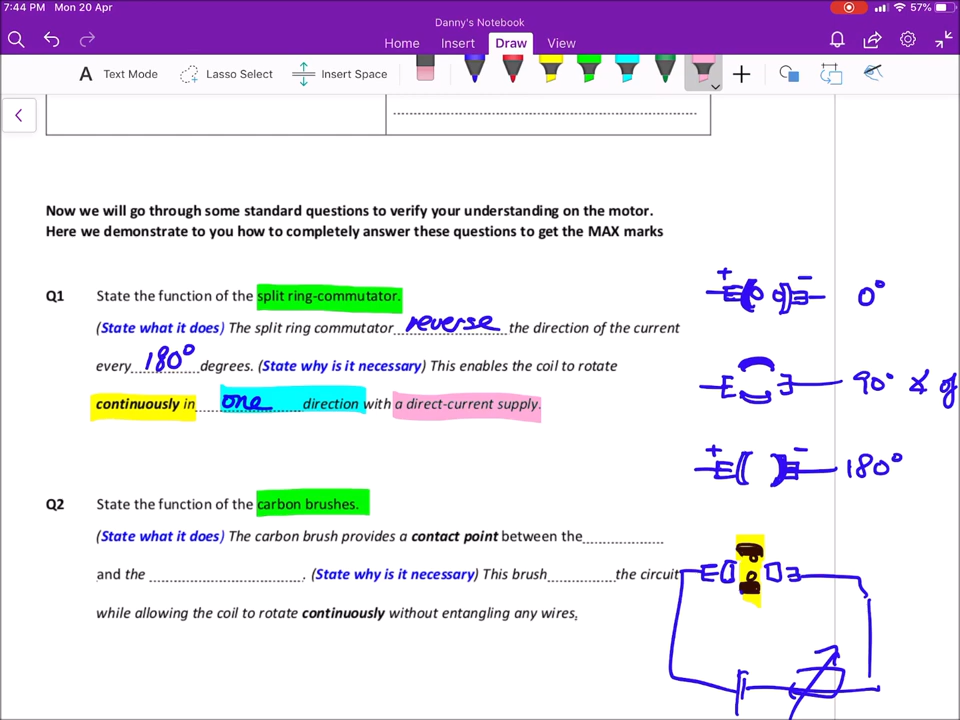 7:44 PM Mon 20 Apr
57%
Danny's Notebook
Home Insert Draw View
A Text Mode Lasso Select Insert Space
Now we will go through some standard questions to verify your understanding on the motor.
Here we demonstrate to you how to completely answer these questions to get the MAX marks
Q1 State the function of the split ring-commutator.
(State what it does) The split ring commutator reverse the direction of the current
every 180° degrees. (State why is it necessary) This enables the coil to rotate
continuously in one direction with a direct-current supply.
Q2 State the function of the carbon brushes.
(State what it does) The carbon brush provides a contact point between the
and the . (State why is it necessary) This brush the circuit
while allowing the coil to rotate continuously without entangling any wires.
+ - 0°
90° ∡ of
+ - 180°